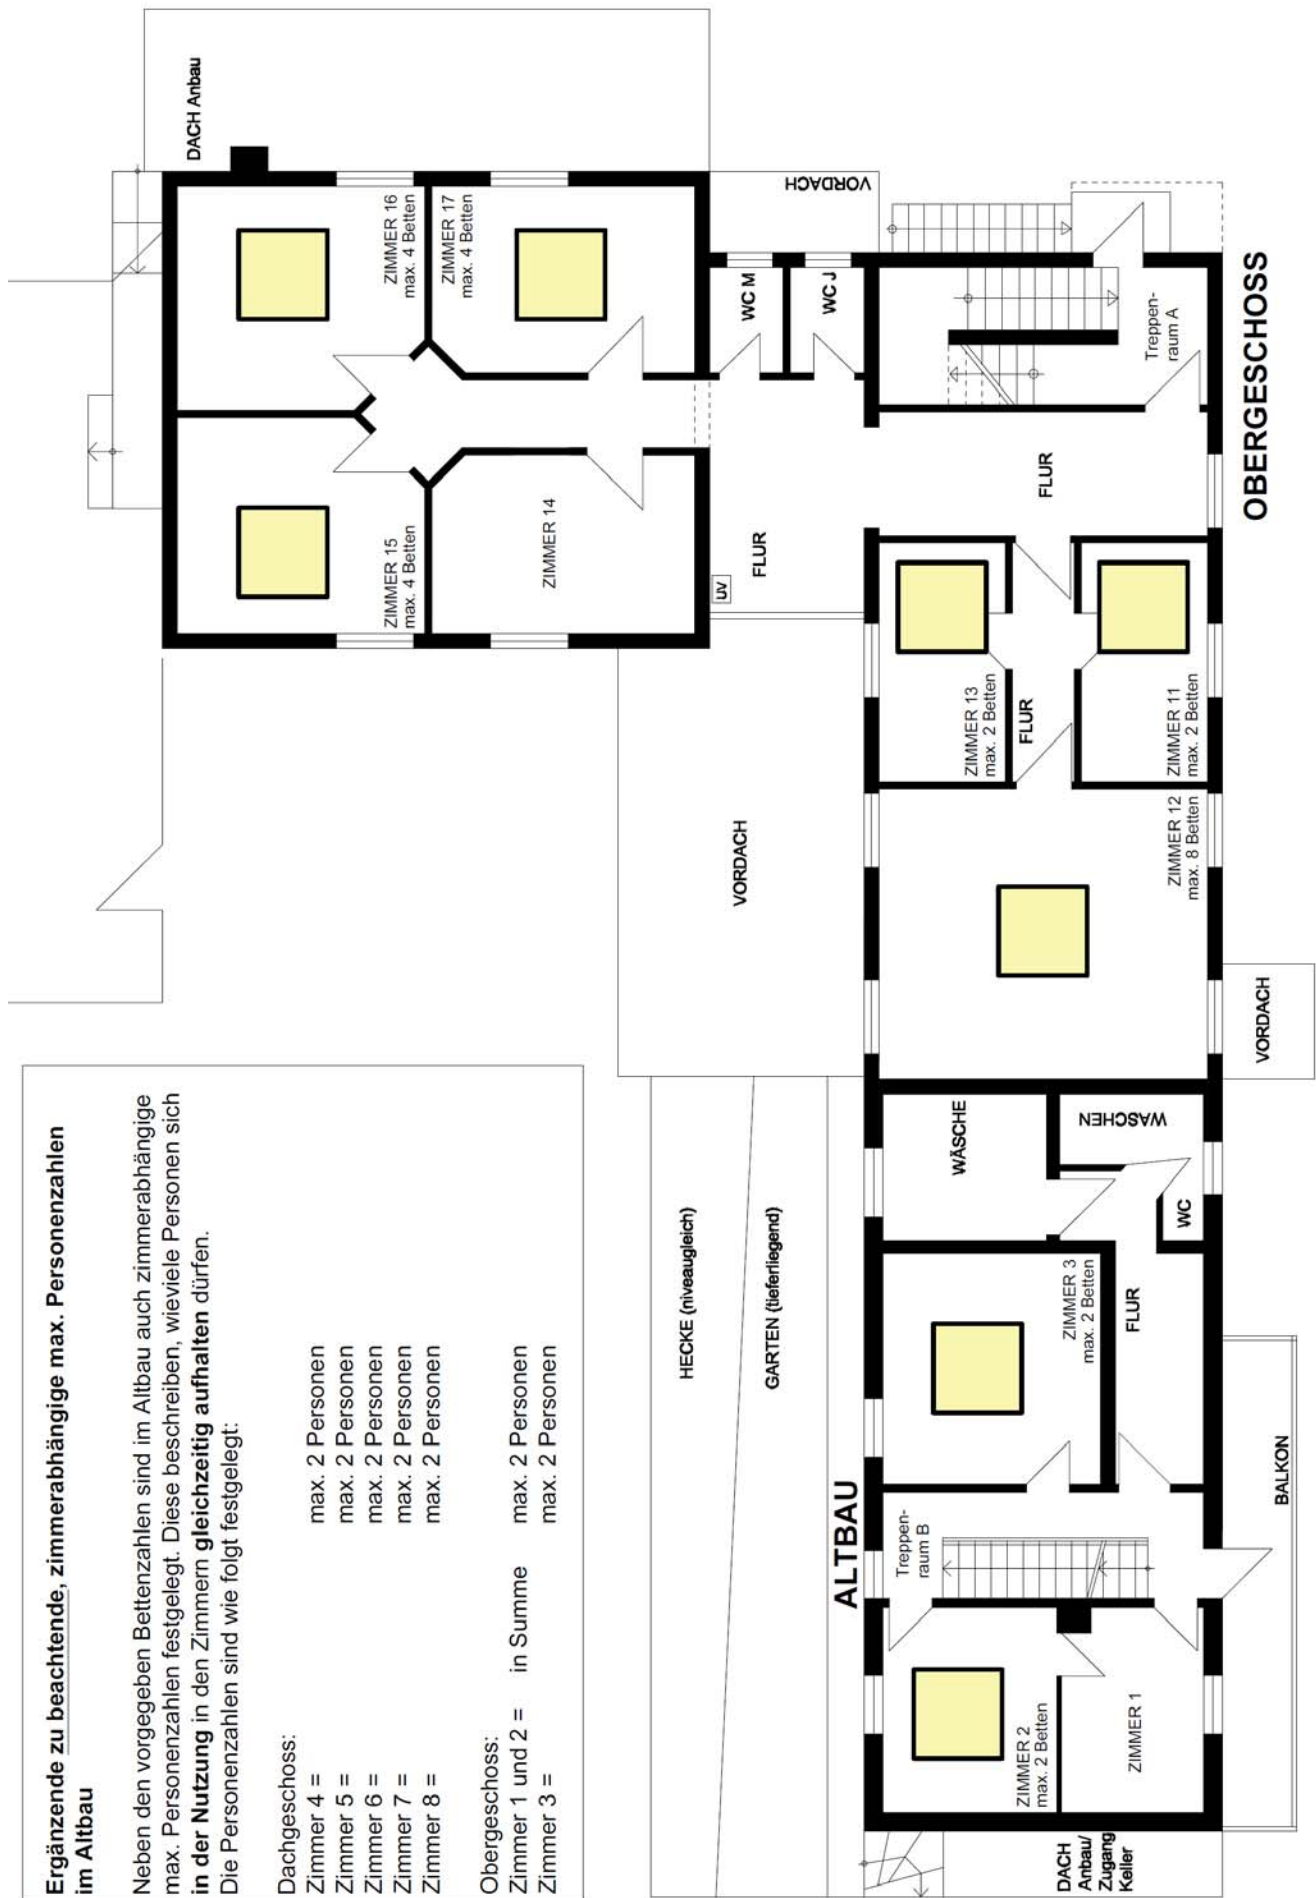 Ergänzende zu beachtende, zimmerabhängige max. Personenzahlen
im Altbau
Neben den vorgegeben Bettenzahlen sind im Altbau auch zimmerabhängige
max. Personenzahlen festgelegt. Diese beschreiben, wieviele Personen sich
in der Nutzung in den Zimmern gleichzeitig aufhalten dürfen.
Die Personenzahlen sind wie folgt festgelegt:
Dachgeschoss:
Zimmer 4 = max. 2 Personen
Zimmer 5 = max. 2 Personen
Zimmer 6 = max. 2 Personen
Zimmer 7 = max. 2 Personen
Zimmer 8 = max. 2 Personen
Obergeschoss:
Zimmer 1 und 2 = in Summe max. 2 Personen
Zimmer 3 = max. 2 Personen
DACH Anbau
ZIMMER 15
max. 4 Betten
ZIMMER 16
max. 4 Betten
ZIMMER 14
ZIMMER 17
max. 4 Betten
UV
FLUR
WC M
WC J
VORDACH
HECKE (niveaugleich)
GARTEN (tieferliegend)
VORDACH
ALTBAU
DACH
Anbau/
Zugang
Keller
ZIMMER 2
max. 2 Betten
ZIMMER 1
Treppen-
raum B
ZIMMER 3
max. 2 Betten
FLUR
WÄSCHE
WASCHEN
WC
ZIMMER 12
max. 8 Betten
ZIMMER 13
max. 2 Betten
FLUR
ZIMMER 11
max. 2 Betten
FLUR
Treppen-
raum A
BALKON
VORDACH
OBERGESCHOSS